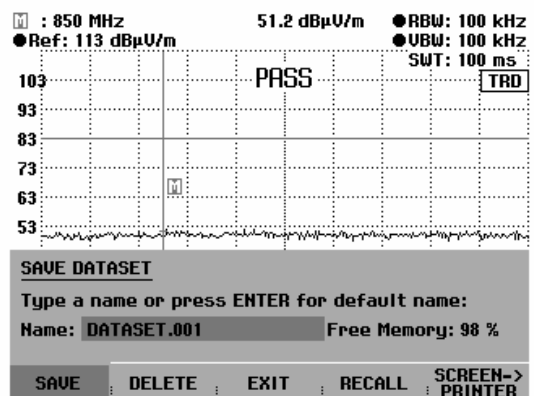 M : 850 MHz 51.2 dBµV/m ●RBW: 100 kHz
●Ref: 113 dBµV/m ●VBW: 100 kHz
SWT: 100 ms
103 PASS TRD
93
83
73
M
63
53
SAVE DATASET
Type a name or press ENTER for default name:
Name: DATASET.001 Free Memory: 98 %
SAVE DELETE EXIT RECALL SCREEN->
PRINTER